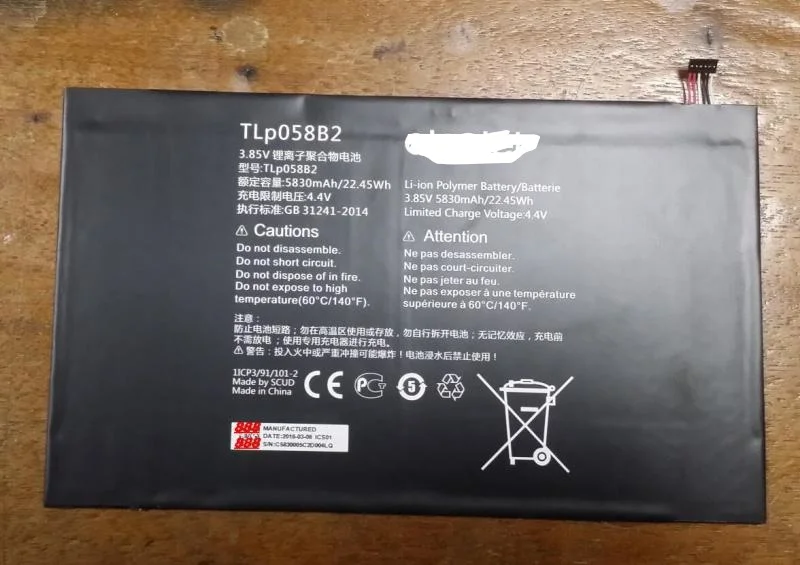 TLp058B2
3.85V 锂离子聚合物电池
型号:TLp058B2
额定容量:5830mAh/22.45Wh
充电限制电压:4.4V
执行标准:GB 31241-2014
Li-ion Polymer Battery/Batterie
3.85V 5830mAh/22.45Wh
Limited Charge Voltage:4.4V
Cautions
Do not disassemble.
Do not short circuit.
Do not dispose of in fire.
Do not expose to high
temperature(60°C/140°F).
Attention
Ne pas desassembler.
Ne pas court-circuiter.
Ne pas jeter au feu.
Ne pas exposer à une température
supérieure à 60°C/140°F.
注意:
防止电池短路;勿在高温区使用或存放,勿自行拆开电池;无记忆效应,充电前
不需放电;使用专用充电器进行充电。
警告:投入火中或严重冲撞可能爆炸!电池浸水后禁止使用!
1ICP3/91/101-2
Made by SCUD
Made in China
CE
5
MANUFACTURED
DATE:2018-03-08 ICS01